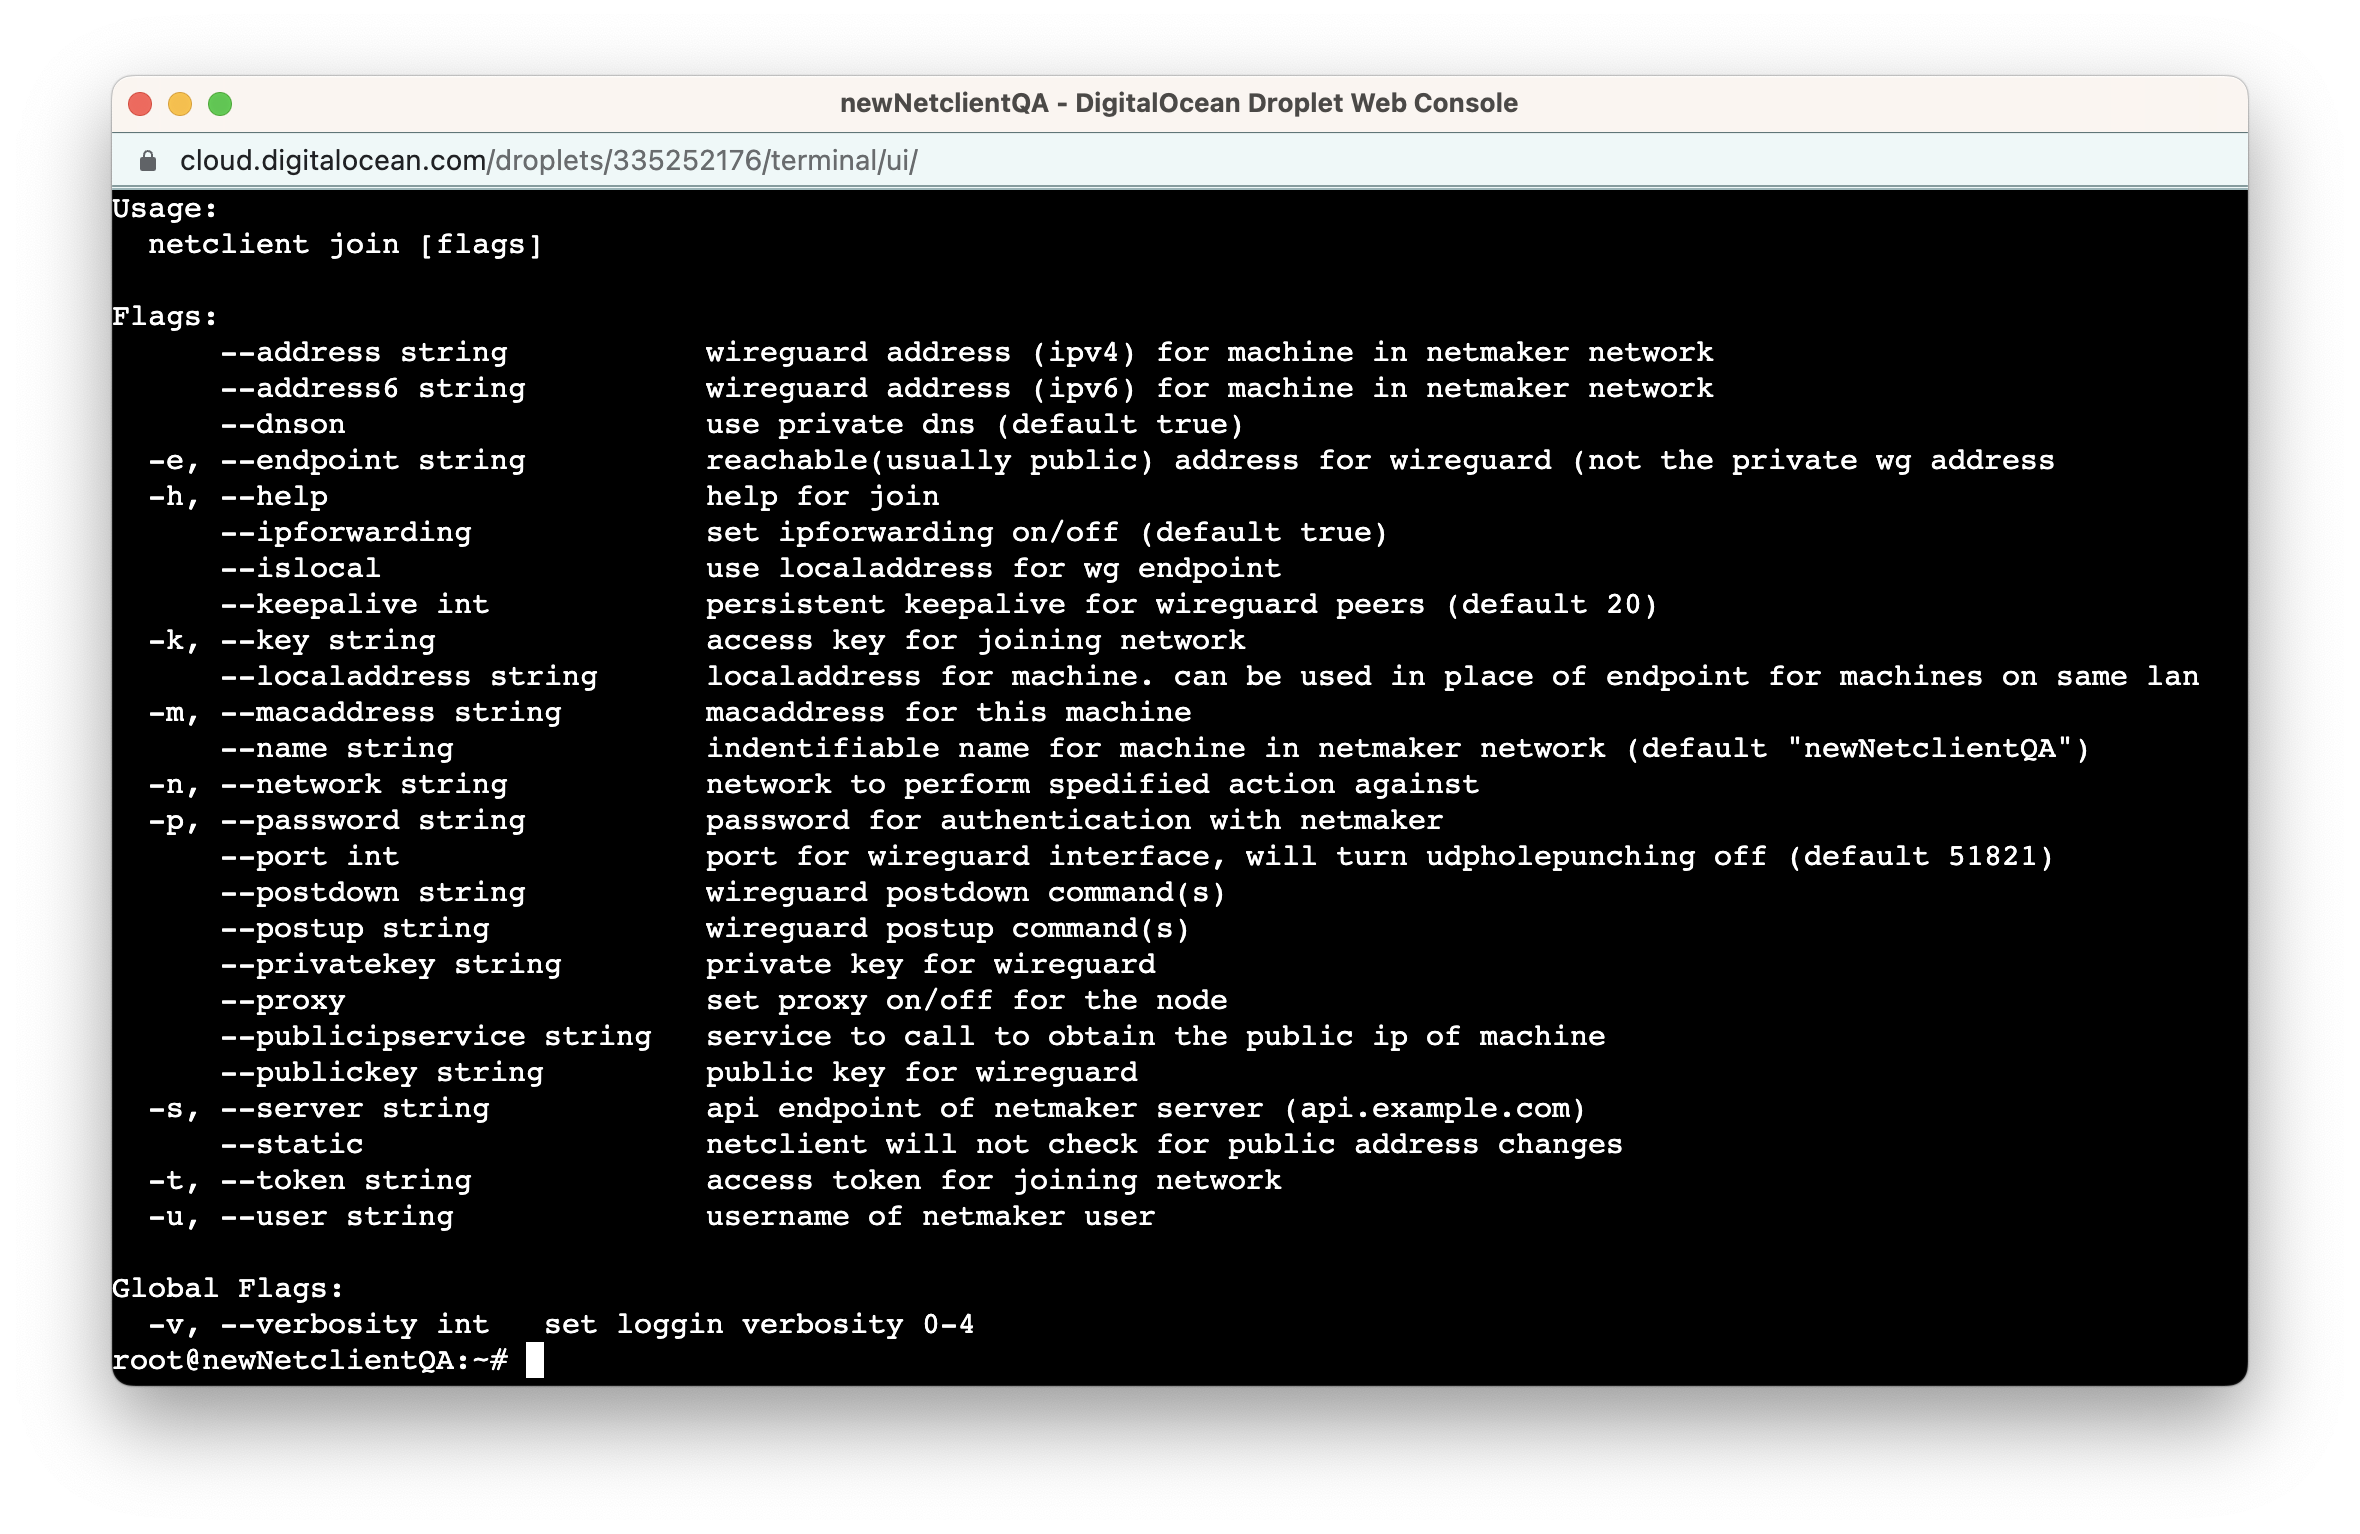 newNetclientQA - DigitalOcean Droplet Web Console
cloud.digitalocean.com/droplets/335252176/terminal/ui/
Usage:
  netclient join [flags]

Flags:
      --address string           wireguard address (ipv4) for machine in netmaker network
      --address6 string          wireguard address (ipv6) for machine in netmaker network
      --dnson                    use private dns (default true)
  -e, --endpoint string          reachable(usually public) address for wireguard (not the private wg address
  -h, --help                     help for join
      --ipforwarding             set ipforwarding on/off (default true)
      --islocal                  use localaddress for wg endpoint
      --keepalive int            persistent keepalive for wireguard peers (default 20)
  -k, --key string               access key for joining network
      --localaddress string      localaddress for machine. can be used in place of endpoint for machines on same lan
  -m, --macaddress string        macaddress for this machine
      --name string              indentifiable name for machine in netmaker network (default "newNetclientQA")
  -n, --network string           network to perform spedified action against
  -p, --password string          password for authentication with netmaker
      --port int                 port for wireguard interface, will turn udpholepunching off (default 51821)
      --postdown string          wireguard postdown command(s)
      --postup string            wireguard postup command(s)
      --privatekey string        private key for wireguard
      --proxy                    set proxy on/off for the node
      --publicipservice string   service to call to obtain the public ip of machine
      --publickey string         public key for wireguard
  -s, --server string            api endpoint of netmaker server (api.example.com)
      --static                   netclient will not check for public address changes
  -t, --token string             access token for joining network
  -u, --user string              username of netmaker user

Global Flags:
  -v, --verbosity int   set loggin verbosity 0-4
root@newNetclientQA:~#